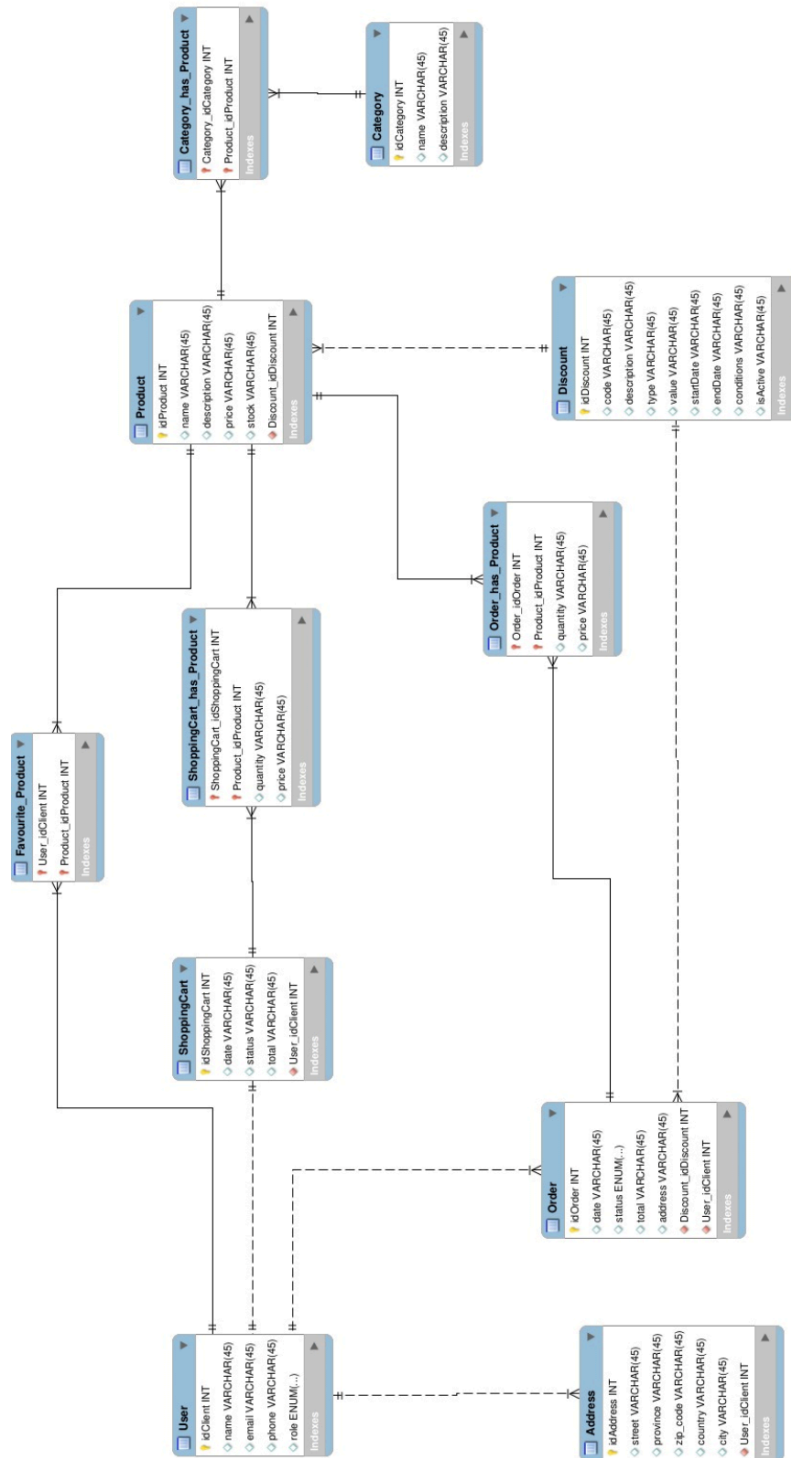 User
idClient INT
name VARCHAR(45)
email VARCHAR(45)
phone VARCHAR(45)
role ENUM(...)
Indexes
Address
idAddress INT
street VARCHAR(45)
province VARCHAR(45)
zip_code VARCHAR(45)
country VARCHAR(45)
city VARCHAR(45)
User_idClient INT
Indexes
ShoppingCart
idShoppingCart INT
date VARCHAR(45)
status VARCHAR(45)
total VARCHAR(45)
User_idClient INT
Indexes
Order
idOrder INT
date VARCHAR(45)
status ENUM(...)
total VARCHAR(45)
address VARCHAR(45)
Discount_idDiscount INT
User_idClient INT
Indexes
Favourite_Product
User_idClient INT
Product_idProduct INT
Indexes
ShoppingCart_has_Product
ShoppingCart_idShoppingCart INT
Product_idProduct INT
quantity VARCHAR(45)
price VARCHAR(45)
Indexes
Order_has_Product
Order_idOrder INT
Product_idProduct INT
quantity VARCHAR(45)
price VARCHAR(45)
Indexes
Product
idProduct INT
name VARCHAR(45)
description VARCHAR(45)
price VARCHAR(45)
stock VARCHAR(45)
Discount_idDiscount INT
Indexes
Discount
idDiscount INT
code VARCHAR(45)
description VARCHAR(45)
type VARCHAR(45)
value VARCHAR(45)
startDate VARCHAR(45)
endDate VARCHAR(45)
conditions VARCHAR(45)
isActive VARCHAR(45)
Indexes
Category_has_Product
Category_idCategory INT
Product_idProduct INT
Indexes
Category
idCategory INT
name VARCHAR(45)
description VARCHAR(45)
Indexes